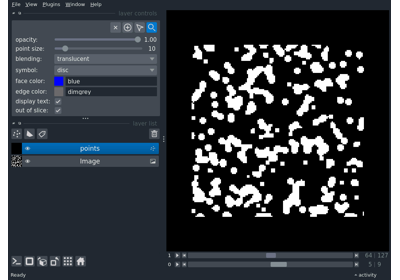 File View Plugins Window Help
layer controls
opacity: 1.00
point size: 10
blending: translucent
symbol: disc
face color: blue
edge color: dimgrey
display text:
out of slice:
layer list
points
Image
1 64 127
0 5 9
Ready activity